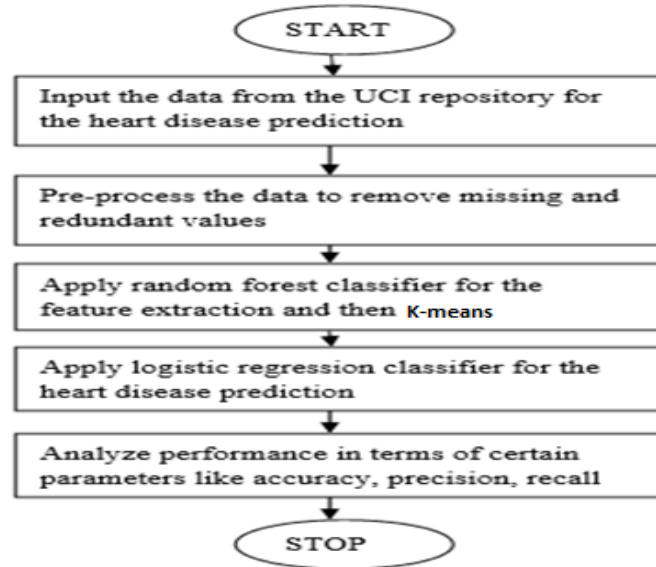 START
Input the data from the UCI repository for
the heart disease prediction
Pre-process the data to remove missing and
redundant values
Apply random forest classifier for the
feature extraction and then K-means
Apply logistic regression classifier for the
heart disease prediction
Analyze performance in terms of certain
parameters like accuracy, precision, recall
STOP